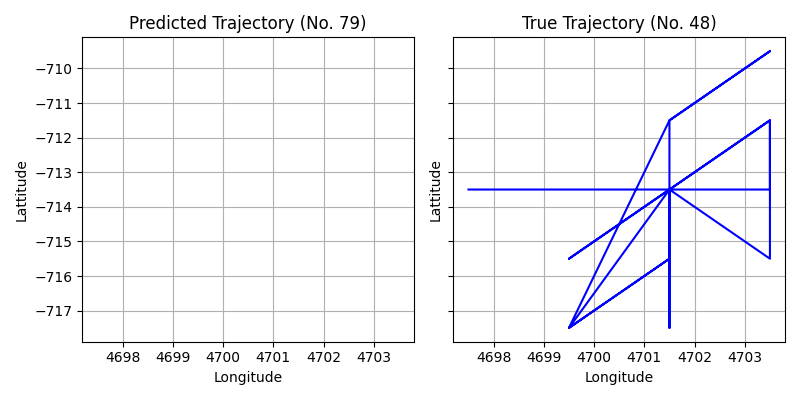 Predicted Trajectory (No. 79)
True Trajectory (No. 48)
−710
−711
−712
−713
−714
−715
−716
−717
Lattitude
Lattitude
4698 4699 4700 4701 4702 4703
4698 4699 4700 4701 4702 4703
Longitude
Longitude